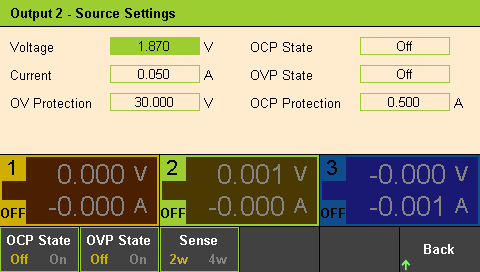 Output 2 - Source Settings
Voltage 1.870 V OCP State Off
Current 0.050 A OVP State Off
OV Protection 30.000 V OCP Protection 0.500 A
1 0.000 V 2 0.001 V 3 -0.000 V
OFF -0.000 A OFF -0.000 A OFF -0.001 A
OCP State OVP State Sense Back
Off On Off On 2w 4w